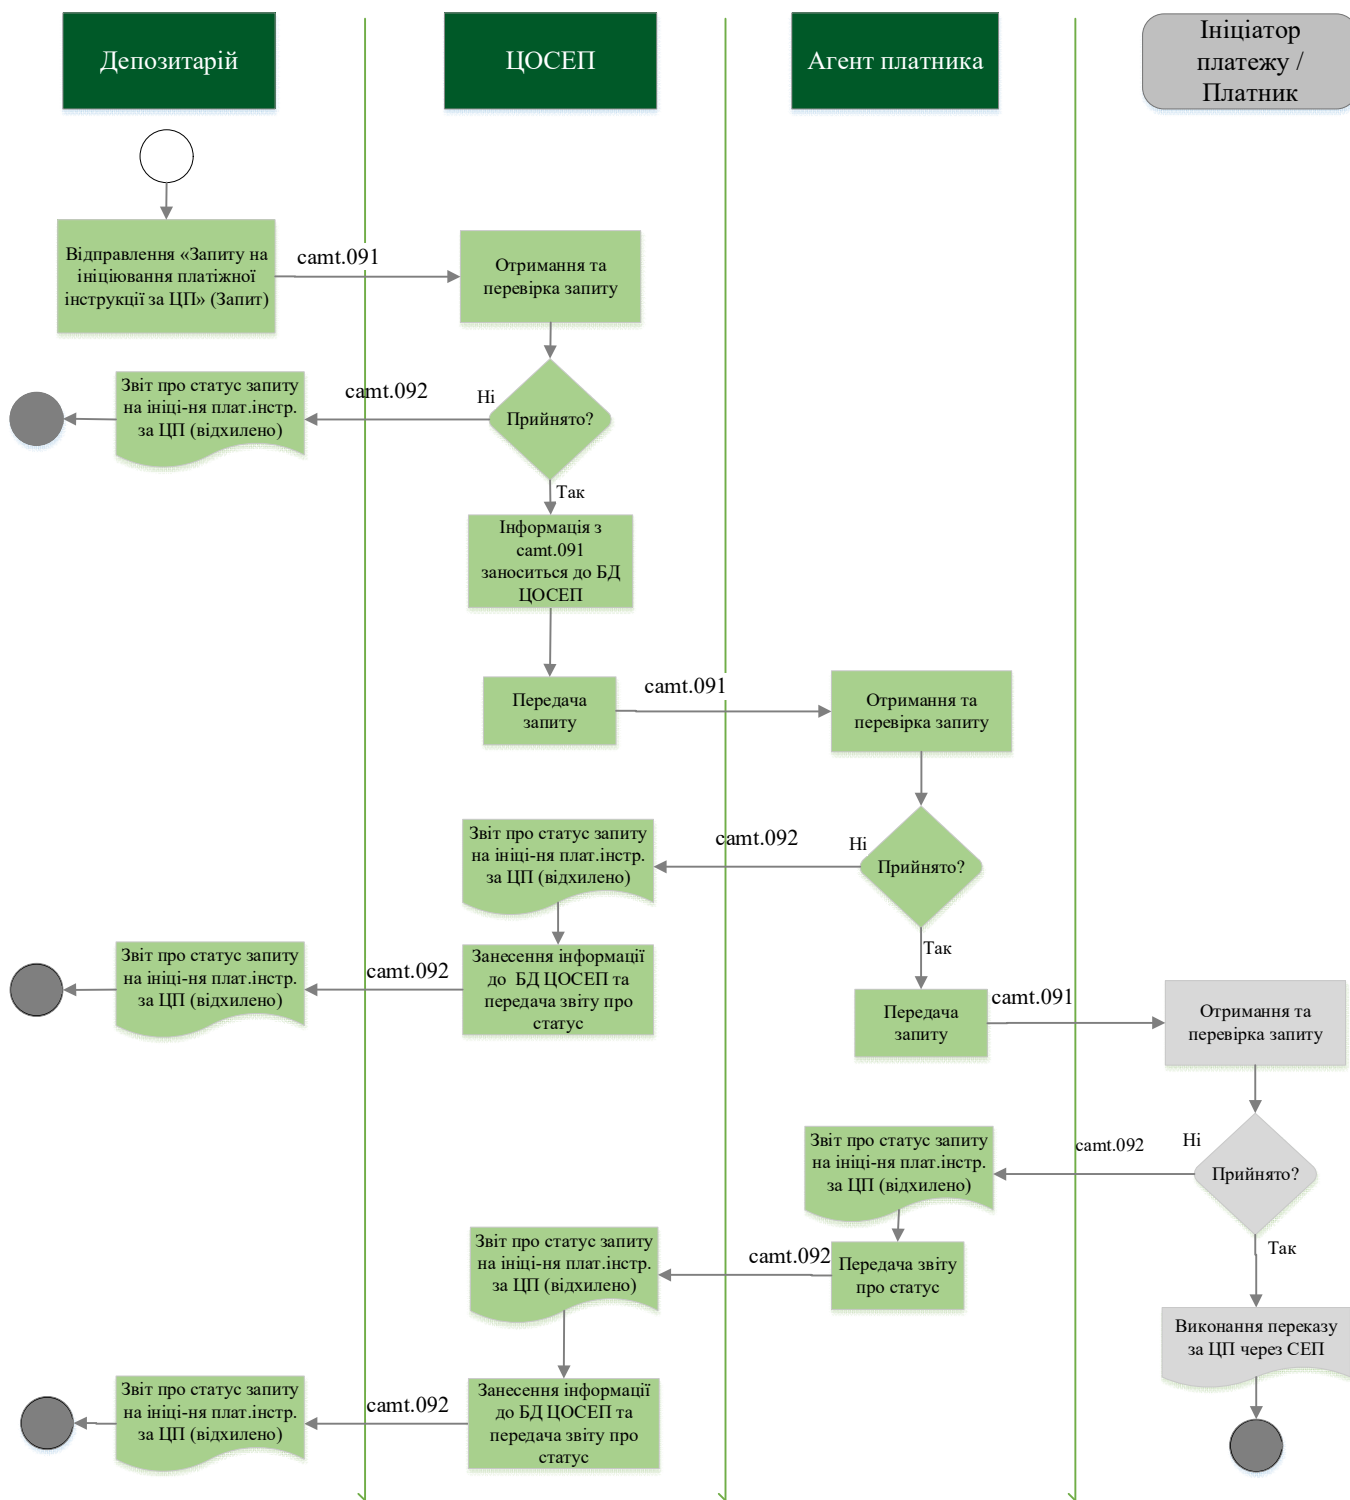 Депозитарій
ЦОСЕП
Агент платника
Ініціатор
платежу /
Платник
Відправлення «Запиту на
ініціювання платіжної
інструкції за ЦП» (Запит)
camt.091
Отримання та
перевірка запиту
Звіт про статус запиту
на ініці-ня плат.інстр.
за ЦП (відхилено)
camt.092
Ні
Прийнято?
Так
Інформація з
camt.091
заноситься до БД
ЦОСЕП
Передача
запиту
camt.091
Отримання та
перевірка запиту
Звіт про статус запиту
на ініці-ня плат.інстр.
за ЦП (відхилено)
camt.092
Ні
Прийнято?
Так
Звіт про статус запиту
на ініці-ня плат.інстр.
за ЦП (відхилено)
camt.092
Занесення інформації
до БД ЦОСЕП та
передача звіту про
статус
Передача
запиту
camt.091
Отримання та
перевірка запиту
Звіт про статус запиту
на ініці-ня плат.інстр.
за ЦП (відхилено)
camt.092
Ні
Прийнято?
Так
Звіт про статус запиту
на ініці-ня плат.інстр.
за ЦП (відхилено)
camt.092
Передача звіту
про статус
Виконання переказу
за ЦП через СЕП
Звіт про статус запиту
на ініці-ня плат.інстр.
за ЦП (відхилено)
camt.092
Занесення інформації
до БД ЦОСЕП та
передача звіту про
статус